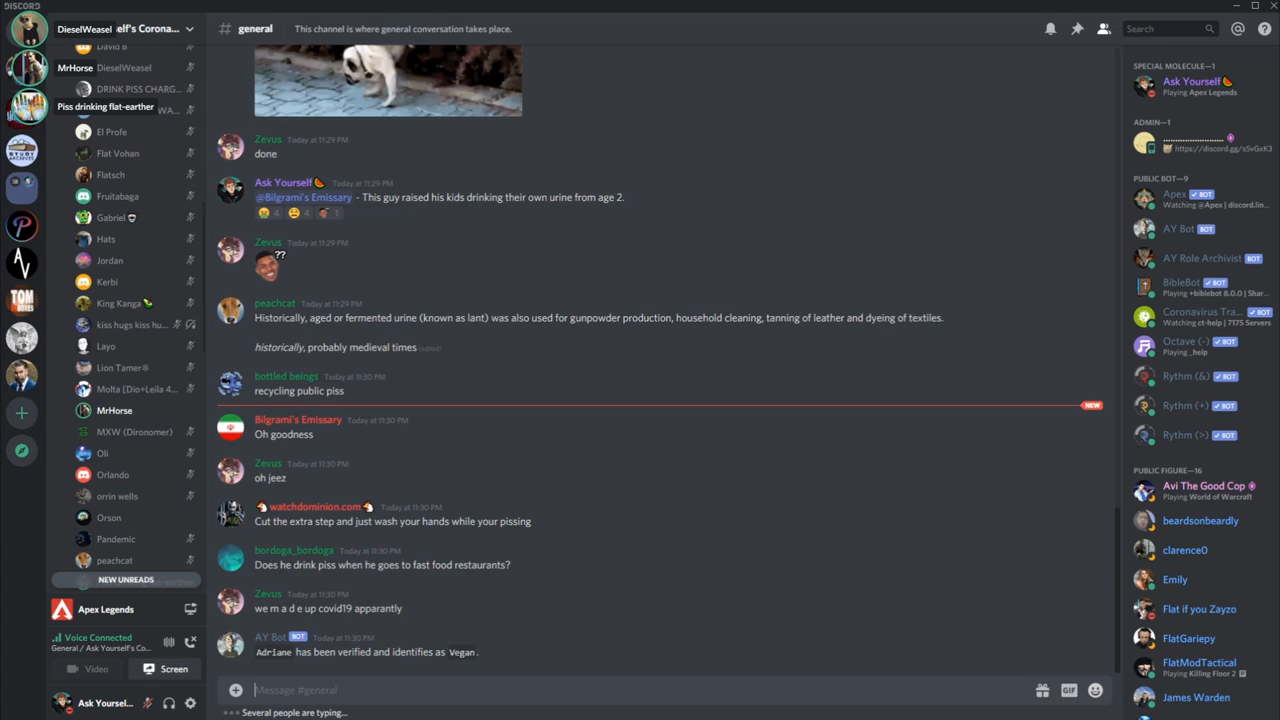 DISCORD
DieselWeasel
self's Corona...
# general
This channel is where general conversation takes place.
Search
David B
MrHorse
DieselWeasel
DRINK PISS CHARG...
Piss drinking flat-earther
WA...
El Profe
Flat Vohan
Flatsch
Fruitabaga
Gabriel
Hats
Jordan
Kerbi
King Kanga
kiss hugs kiss hu...
Layo
Lion Tamer®
Molta [Dio+Leila 4...
MrHorse
MXW (Dironomer)
Oli
Orlando
orrin wells
Orson
Pandemic
peachcat
NEW UNREADS
Apex Legends
Voice Connected
General / Ask Yourself's Co...
Video
Screen
Ask Yoursel...
Zevus Today at 11:29 PM
done
Ask Yourself Today at 11:29 PM
@Bilgrami's Emissary - This guy raised his kids drinking their own urine from age 2.
4 4 1
Zevus Today at 11:29 PM
??
peachcat Today at 11:29 PM
Historically, aged or fermented urine (known as lant) was also used for gunpowder production, household cleaning, tanning of leather and dyeing of textiles.
historically, probably medieval times (edited)
bottled beings Today at 11:30 PM
recycling public piss
NEW
Bilgrami's Emissary Today at 11:30 PM
Oh goodness
Zevus Today at 11:30 PM
oh jeez
watchdominion.com Today at 11:30 PM
Cut the extra step and just wash your hands while your pissing
bordoga_bordoga Today at 11:30 PM
Does he drink piss when he goes to fast food restaurants?
Zevus Today at 11:30 PM
we m a d e up covid19 apparantly
AY Bot BOT Today at 11:30 PM
Adriane has been verified and identifies as Vegan.
Message #general
GIF
Several people are typing...
SPECIAL MOLECULE—1
Ask Yourself
Playing Apex Legends
ADMIN—1
https://discord.gg/s5vGxK3
PUBLIC BOT—9
Apex BOT
Watching @Apex | discord.lin...
AY Bot BOT
AY Role Archivist BOT
BibleBot BOT
Playing +biblebot 8.0.0 | Shar...
Coronavirus Tra... BOT
Watching ct-help | 7175 Servers
Octave (-) BOT
Playing _help
Rythm (&) BOT
Rythm (+) BOT
Rythm (>) BOT
PUBLIC FIGURE—16
Avi The Good Cop
Playing World of Warcraft
beardsonbeardly
clarence0
Emily
Flat if you Zayzo
FlatGariepy
FlatModTactical
Playing Killing Floor 2
James Warden
STUDY ARCHIVES
P
AV
TOM BOXES